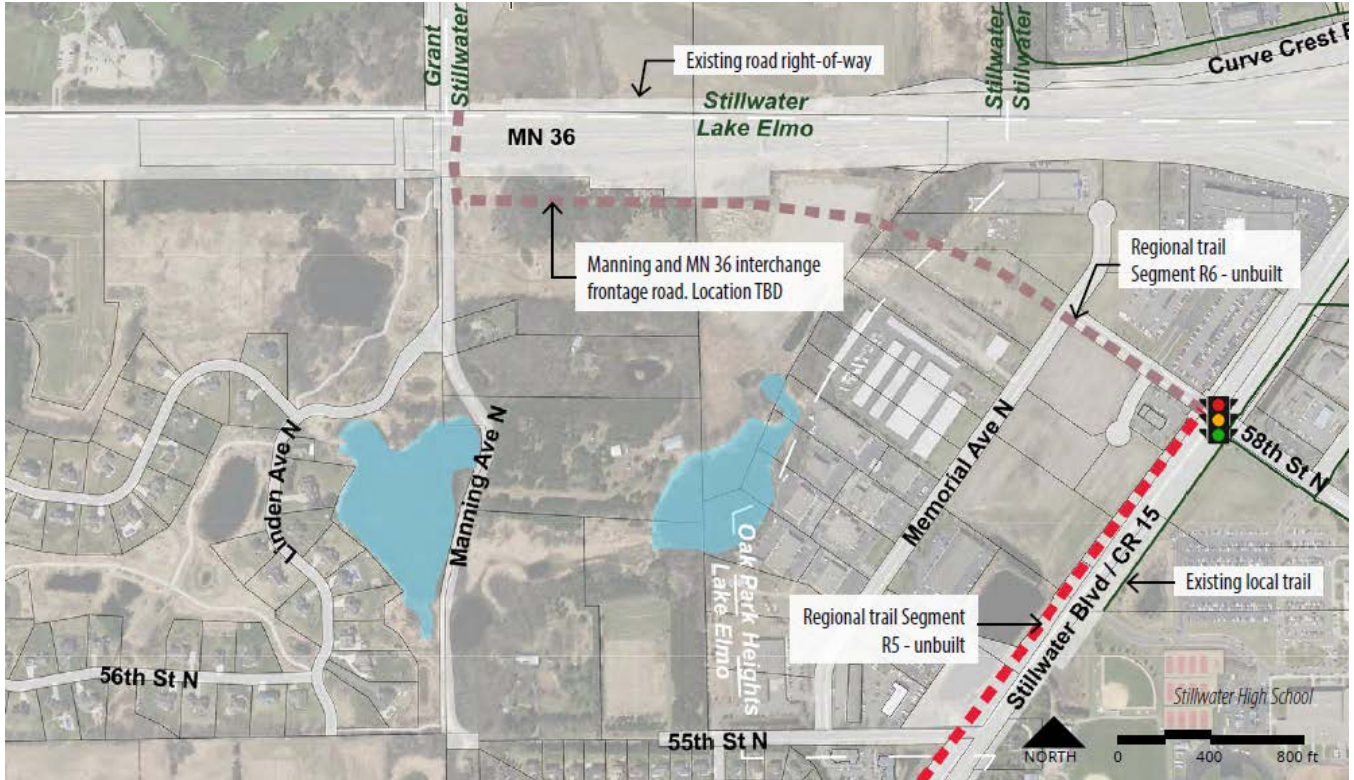 Grant
Stillwater
Existing road right-of-way
Stillwater
Lake Elmo
Stillwater
Stillwater
Curve Crest
MN 36
Manning and MN 36 interchange
frontage road. Location TBD
Regional trail
Segment R6 - unbuilt
Linden Ave N
Manning Ave N
Memorial Ave N
58th St N
Oak Park Heights
Lake Elmo
Stillwater Blvd / CR 15
Existing local trail
Regional trail Segment
R5 - unbuilt
56th St N
55th St N
Stillwater High School
NORTH
0 400 800 ft